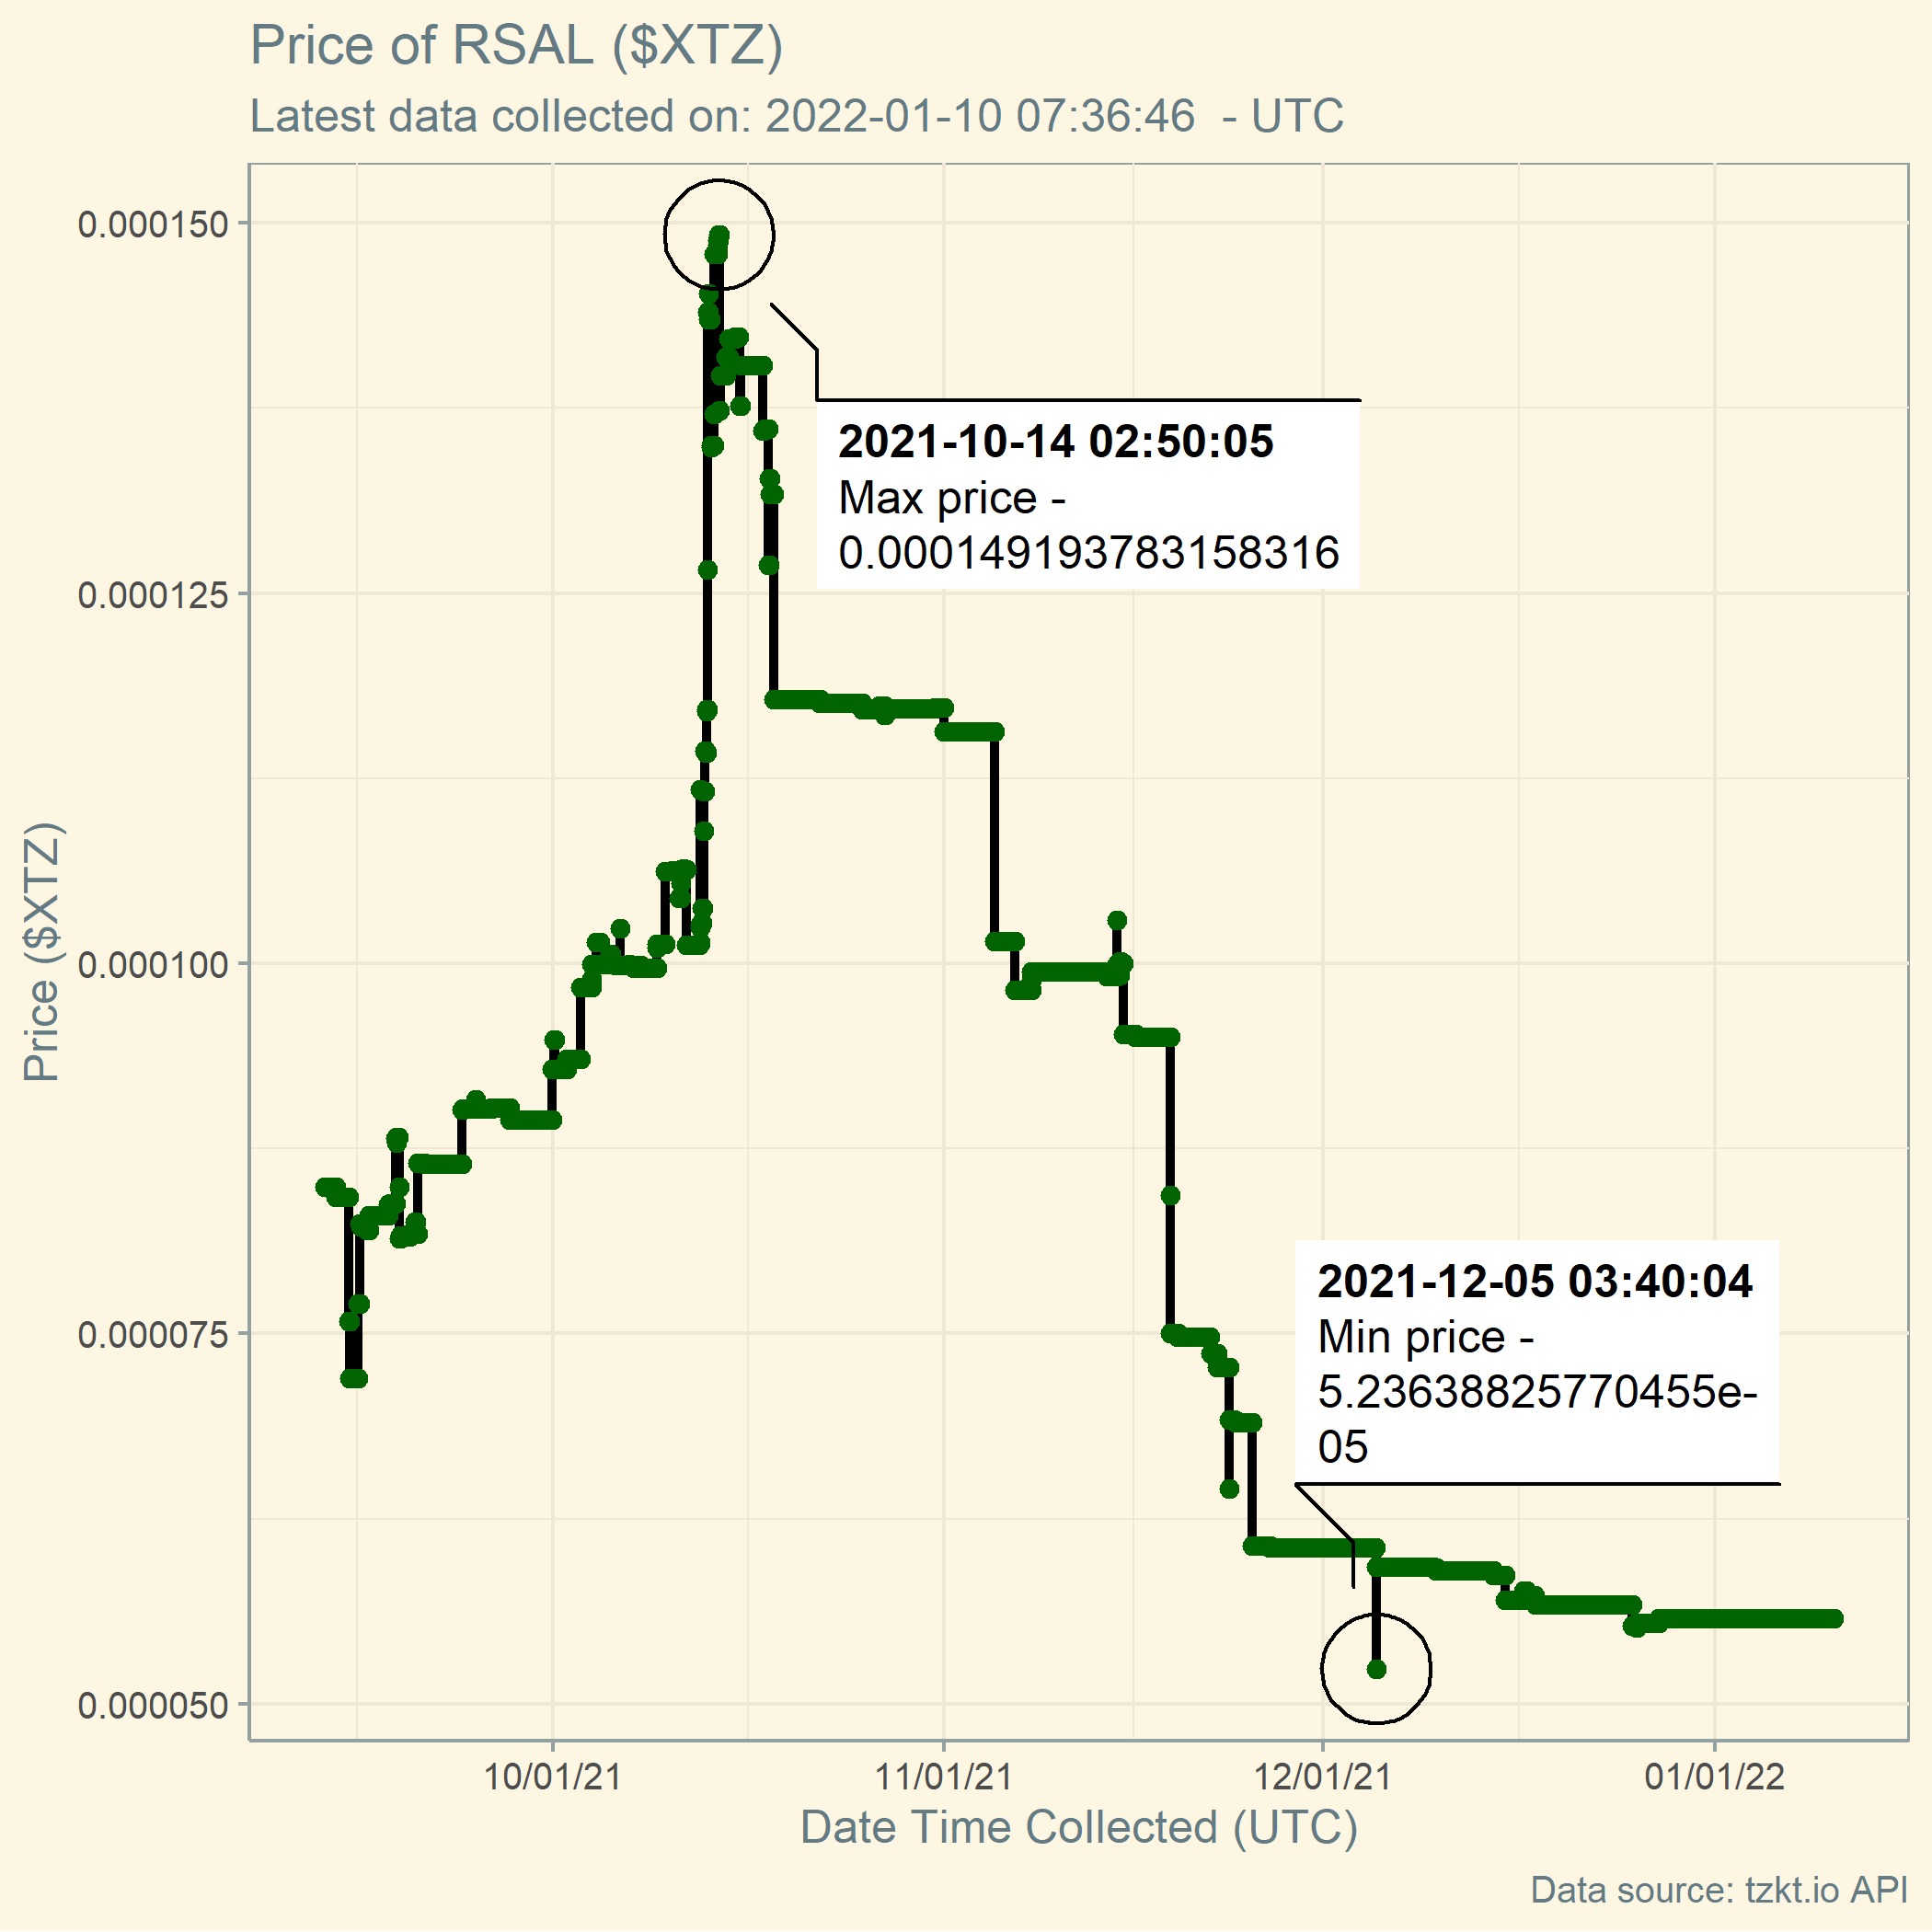 Price of RSAL ($XTZ)
Latest data collected on: 2022-01-10 07:36:46  - UTC
0.000150
0.000125
0.000100
0.000075
0.000050
Price ($XTZ)
2021-10-14 02:50:05
Max price -
0.000149193783158316
2021-12-05 03:40:04
Min price -
5.23638825770455e-
05
10/01/21
11/01/21
12/01/21
01/01/22
Date Time Collected (UTC)
Data source: tzkt.io API